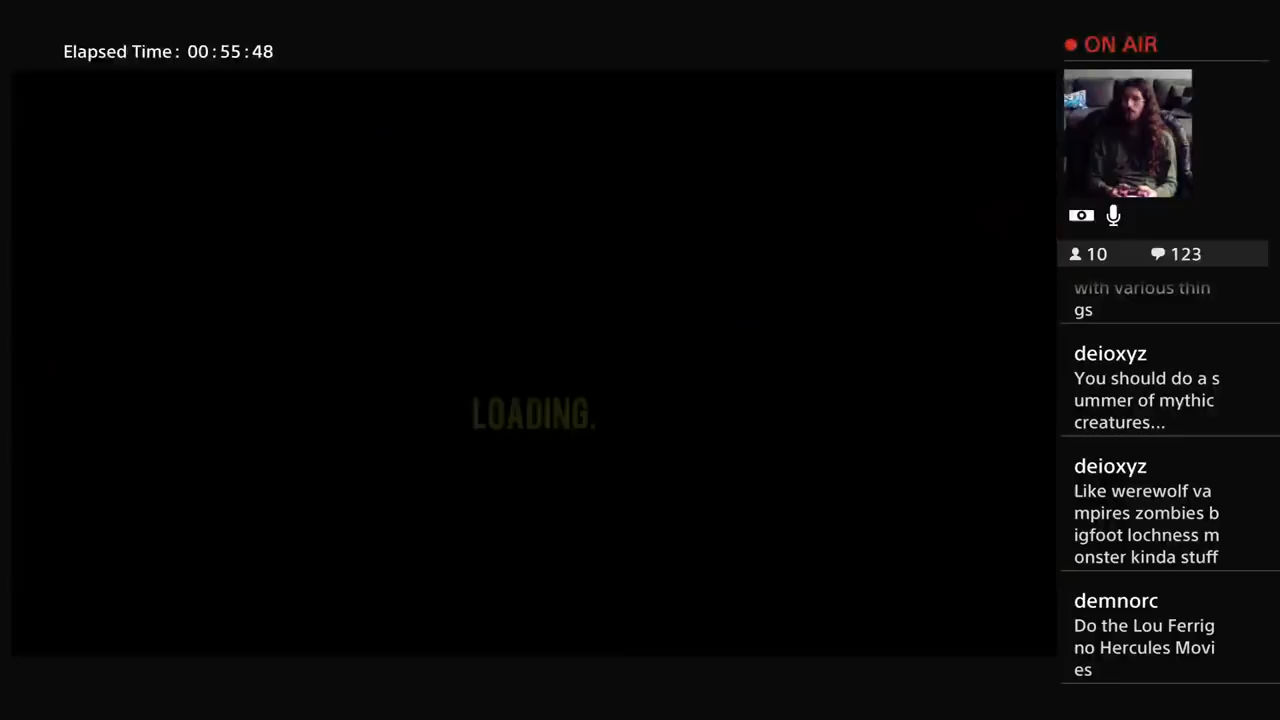 Elapsed Time: 00:55:48
ON AIR
10 123
with various thin
gs
deioxyz
You should do a s
ummer of mythic
creatures...
deioxyz
Like werewolf va
mpires zombies b
igfoot lochness m
onster kinda stuff
LOADING.
demnorc
Do the Lou Ferrig
no Hercules Movi
es